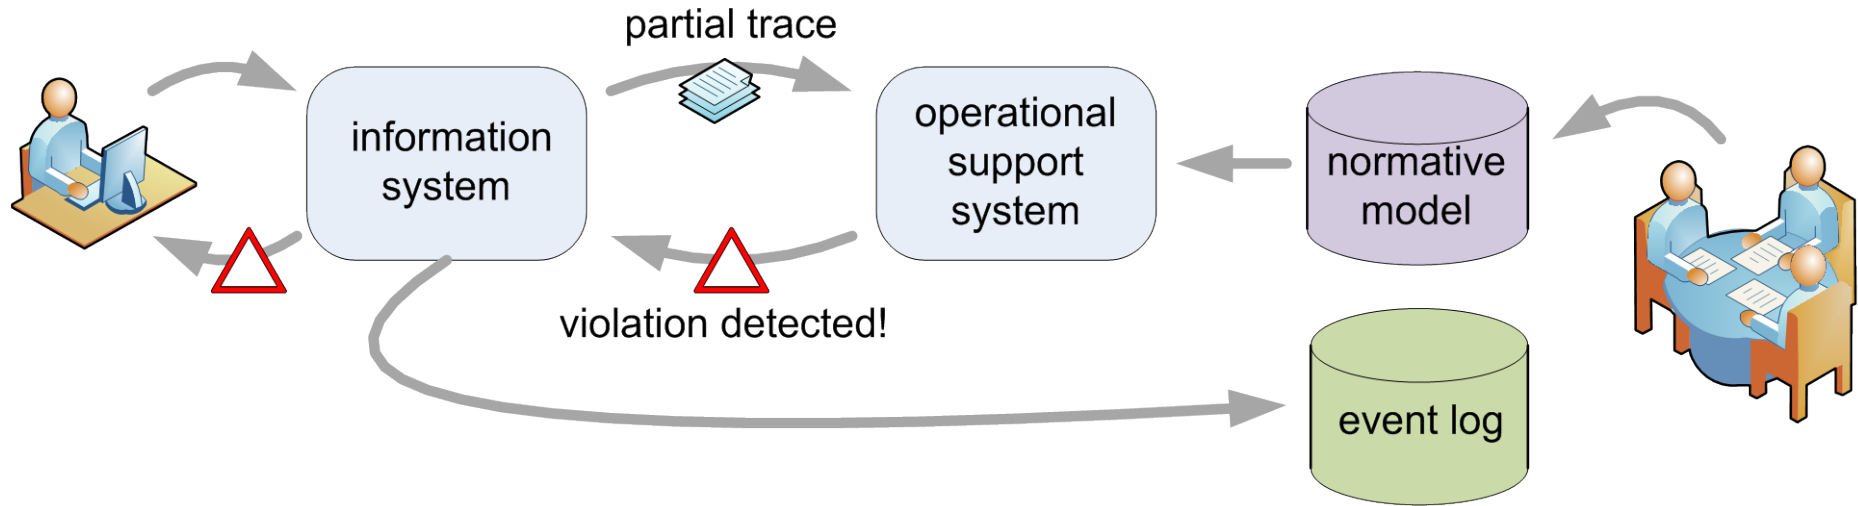 partial trace
information
system
operational
support
system
normative
model
violation detected!
event log